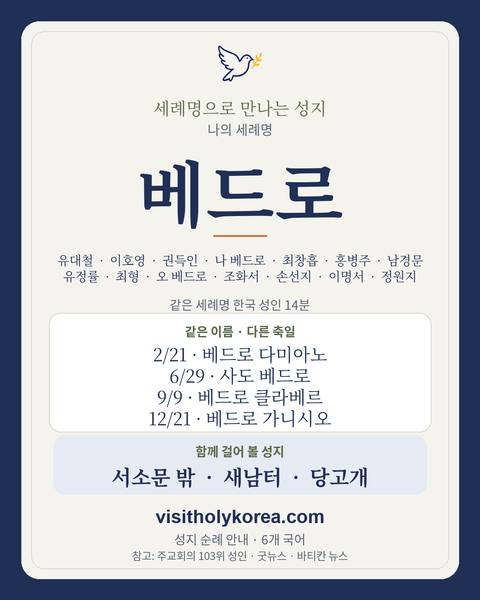 세례명으로 만나는 성지
나의 세례명
베드로
유대철 · 이호영 · 권득인 · 나 베드로 · 최창흡 · 홍병주 · 남경문
유정률 · 최형 · 오 베드로 · 조화서 · 손선지 · 이명서 · 정원지
같은 세례명 한국 성인 14분
같은 이름 · 다른 축일
2/21 · 베드로 다미아노
6/29 · 사도 베드로
9/9 · 베드로 클라베르
12/21 · 베드로 가니시오
함께 걸어 볼 성지
서소문 밖 · 새남터 · 당고개
visitholykorea.com
성지 순례 안내 · 6개 국어
참고: 주교회의 103위 성인 · 굿뉴스 · 바티칸 뉴스